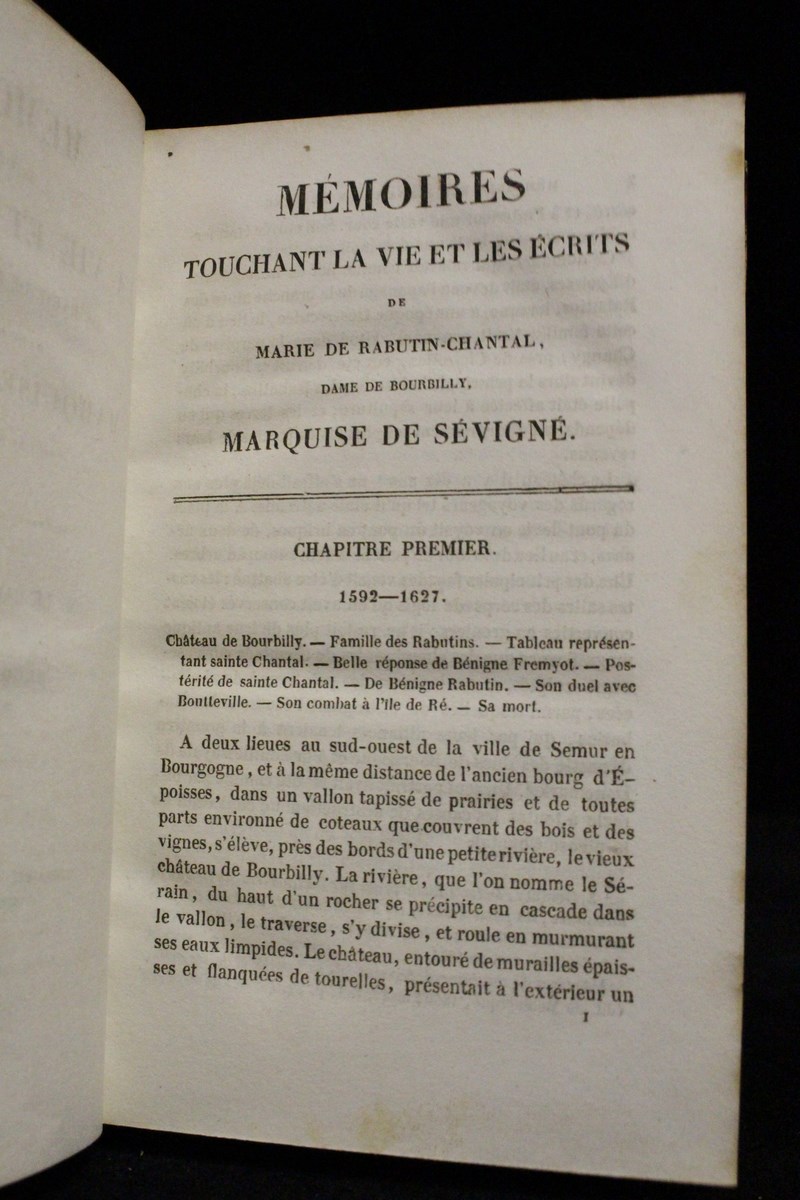 MÉMOIRES
TOUCHANT LA VIE ET LES ÉCRITS
DE
MARIE DE RABUTIN-CHANTAL,
DAME DE BOURBILLY,
MARQUISE DE SÉVIGNÉ.
CHAPITRE PREMIER.
1592—1627.
Château de Bourbilly. — Famille des Rabutins. — Tableau représen-
tant sainte Chantal. — Belle réponse de Bénigne Fremyot. — Pos-
térité de sainte Chantal. — De Bénigne Rabutin. — Son duel avec
Boutteville. — Son combat à l'île de Ré. — Sa mort.
A deux lieues au sud-ouest de la ville de Semur en
Bourgogne, et à la même distance de l'ancien bourg d'É-
poisses, dans un vallon tapissé de prairies et de toutes
parts environné de coteaux que couvrent des bois et des
vignes, s'élève, près des bords d'une petite rivière, le vieux
château de Bourbilly. La rivière, que l'on nomme le Sé-
rain, du haut d'un rocher se précipite en cascade dans
le vallon, le traverse, s'y divise, et roule en murmurant
ses eaux limpides. Le château, entouré de murailles épais-
ses et flanquées de tourelles, présentait à l'extérieur un
1